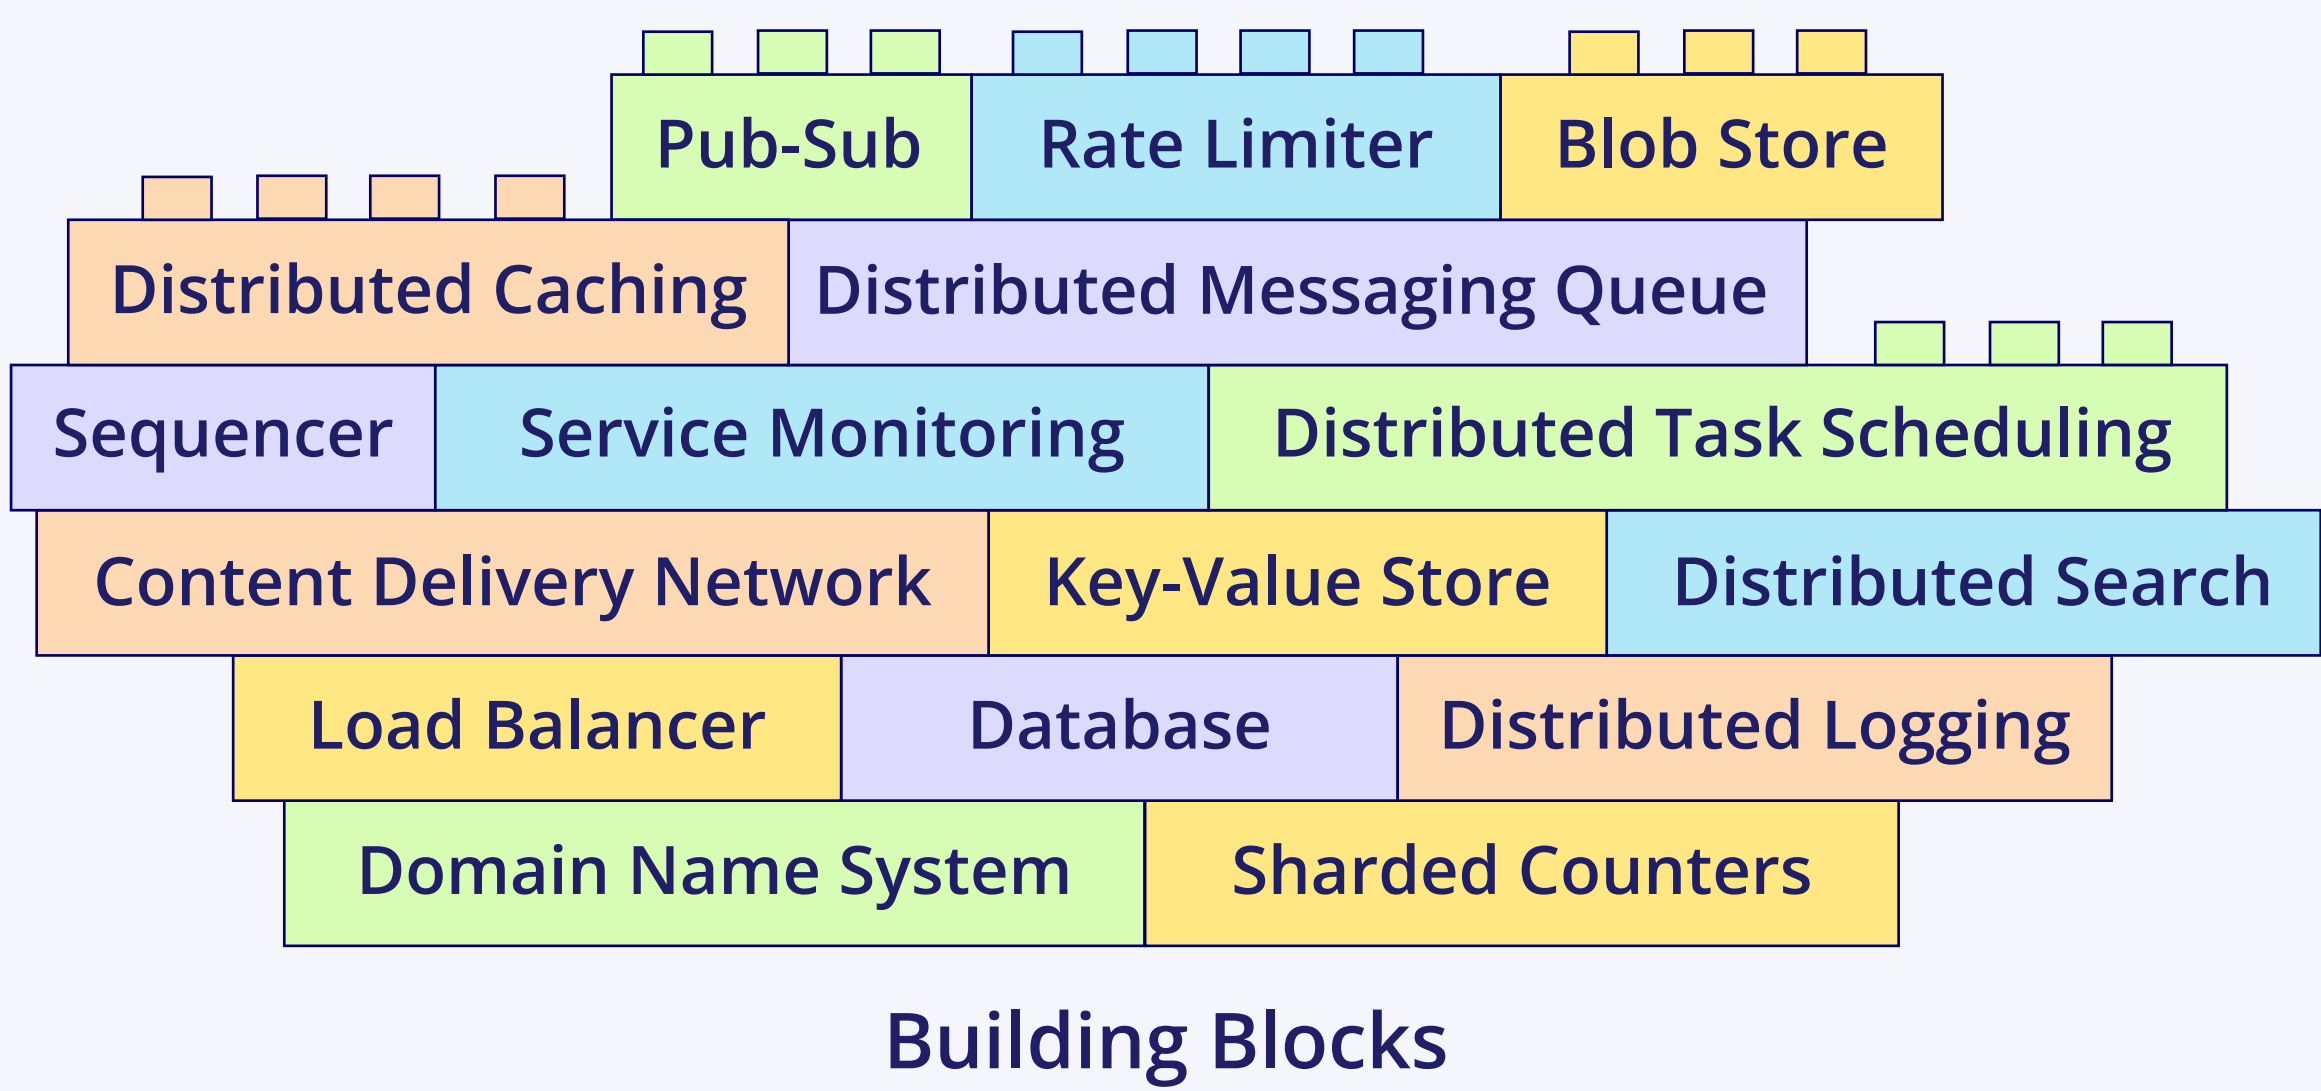 Pub-Sub
Rate Limiter
Blob Store
Distributed Caching
Distributed Messaging Queue
Sequencer
Service Monitoring
Distributed Task Scheduling
Content Delivery Network
Key-Value Store
Distributed Search
Load Balancer
Database
Distributed Logging
Domain Name System
Sharded Counters
Building Blocks